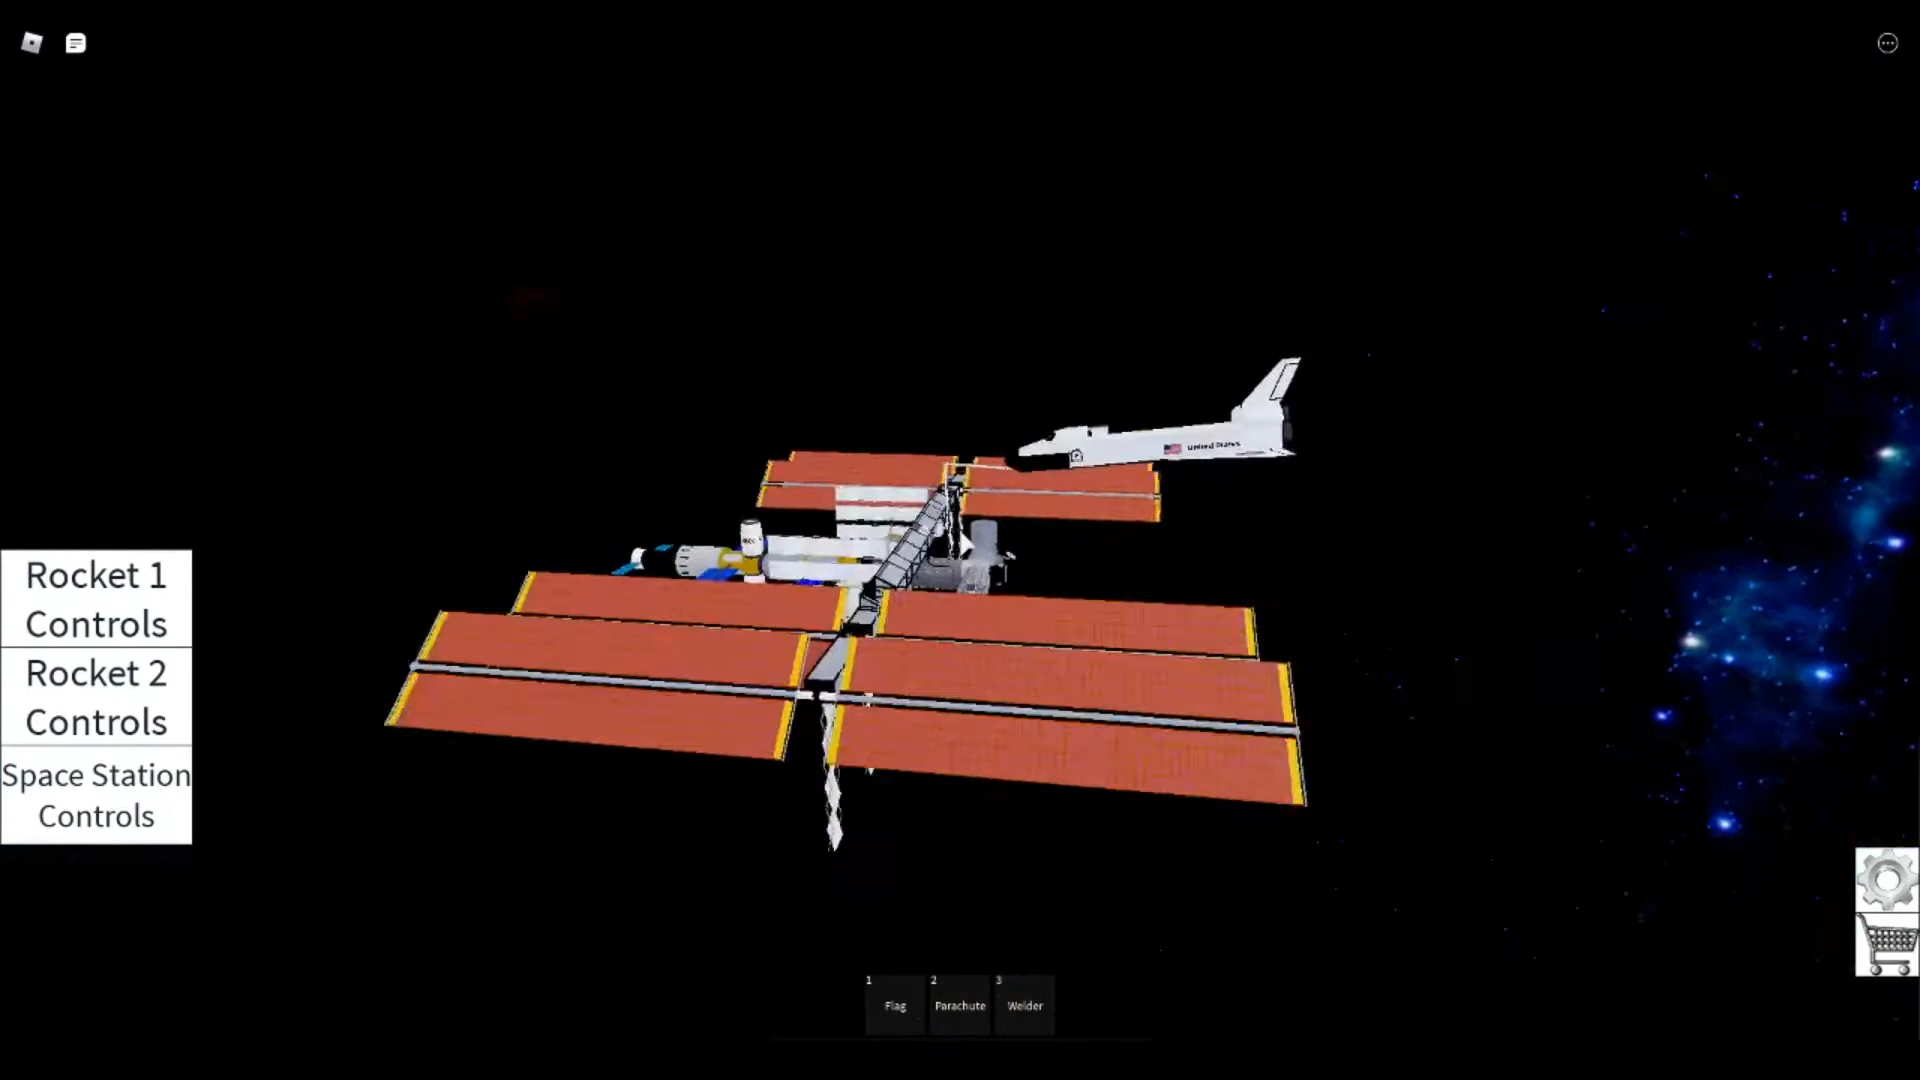 United States
Rocket 1
Controls
Rocket 2
Controls
Space Station
Controls
1
2
3
Flag
Parachute
Welder